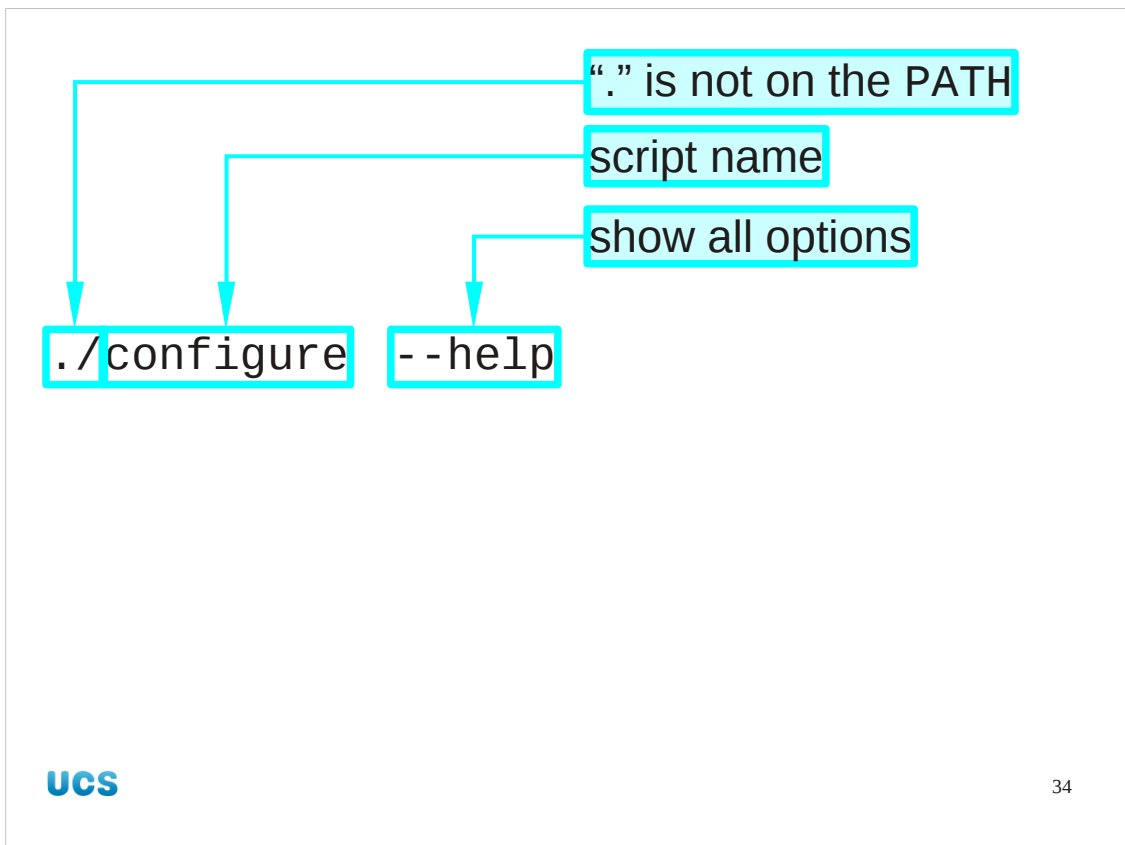 “.” is not on the PATH
script name
show all options
./configure --help
UCS
34